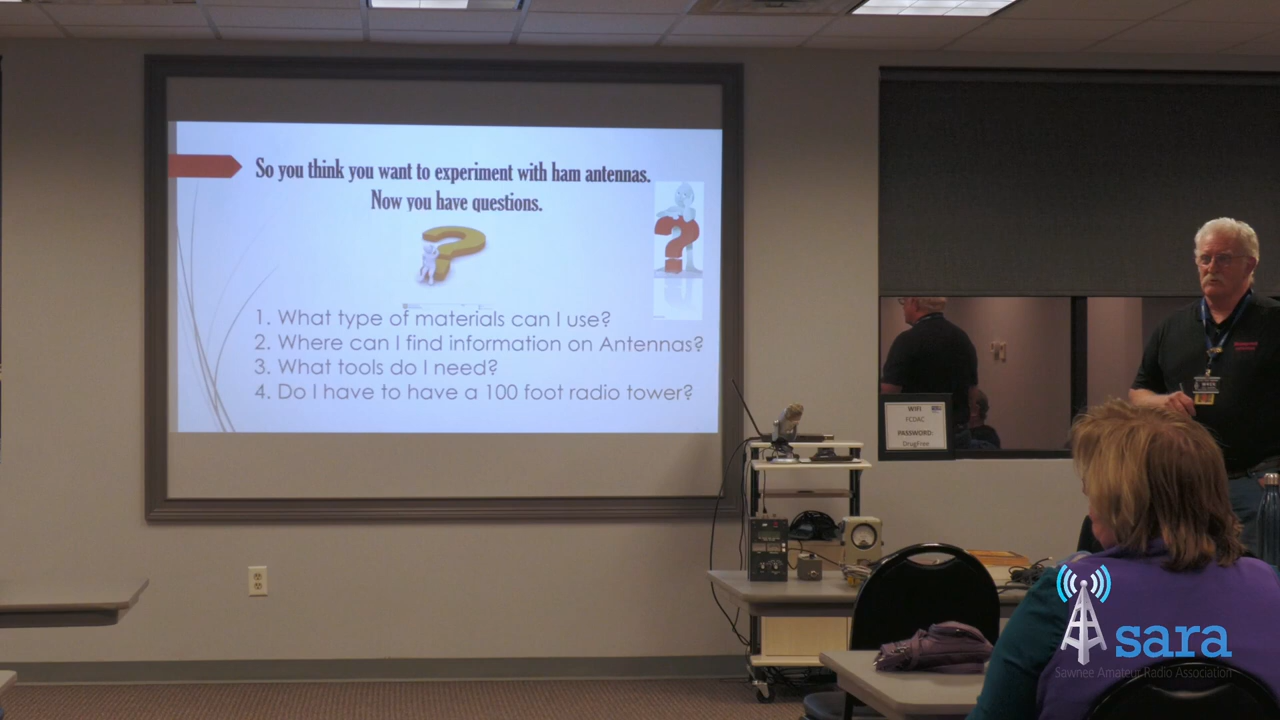 So you think you want to experiment with ham antennas.
Now you have questions.
1. What type of materials can I use?
2. Where can I find information on Antennas?
3. What tools do I need?
4. Do I have to have a 100 foot radio tower?
WIFI
FCDAC
PASSWORD:
DrugFree
sara
Sawnee Amateur Radio Association